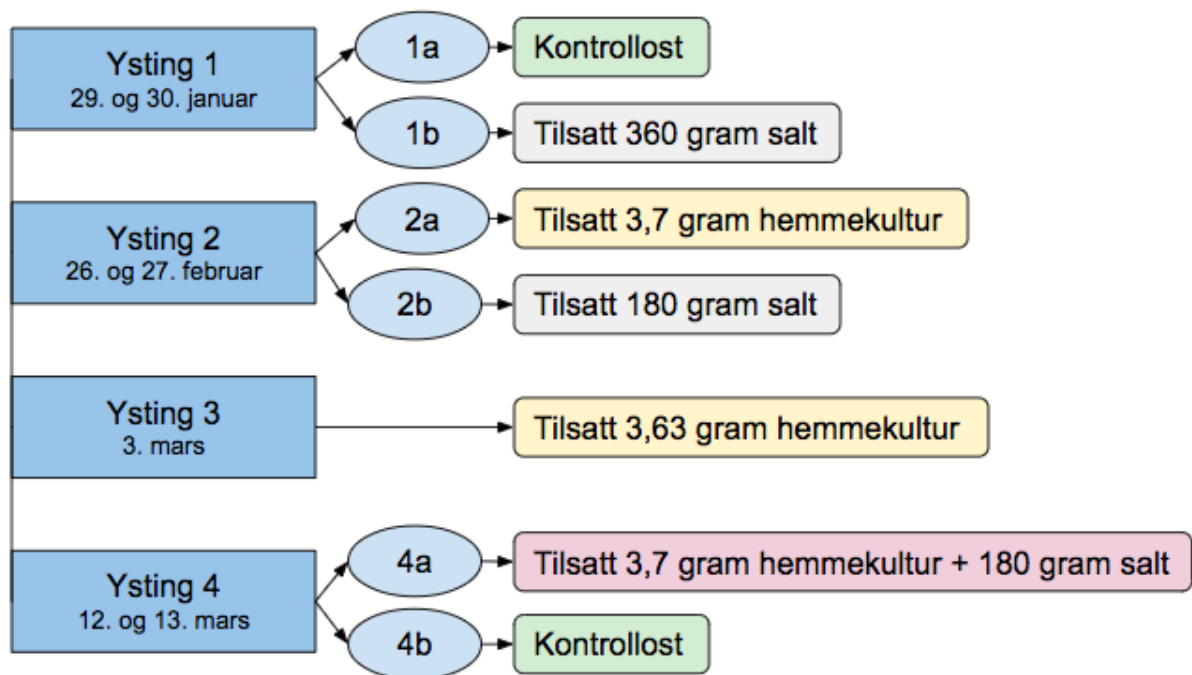 Ysting 1
29. og 30. januar
1a
Kontrollost
1b
Tilsatt 360 gram salt
Ysting 2
26. og 27. februar
2a
Tilsatt 3,7 gram hemmekultur
2b
Tilsatt 180 gram salt
Ysting 3
3. mars
Tilsatt 3,63 gram hemmekultur
Ysting 4
12. og 13. mars
4a
Tilsatt 3,7 gram hemmekultur + 180 gram salt
4b
Kontrollost